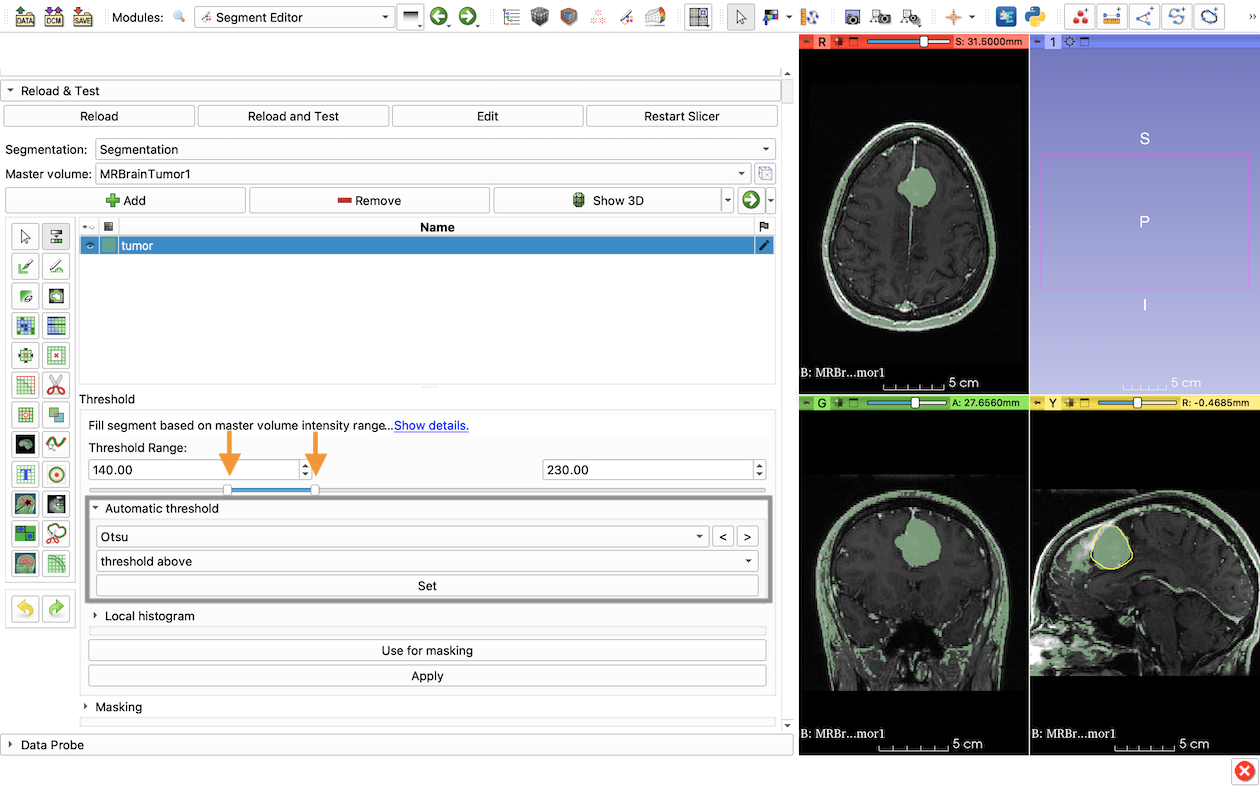 DATA DCM SAVE Modules: Segment Editor »
Reload & Test
Reload Reload and Test Edit Restart Slicer
Segmentation: Segmentation
Master volume: MRBrainTumor1
Add Remove Show 3D
Name
tumor
Threshold
Fill segment based on master volume intensity range...Show details.
Threshold Range:
140.00 230.00
Automatic threshold
Otsu < >
threshold above
Set
Local histogram
Use for masking
Apply
Masking
Data Probe
R S: 31.5000mm
B: MRBr...mor1
5 cm
1
S
P
I
5 cm
G A: 27.6560mm
B: MRBr...mor1
5 cm
Y R: -0.4685mm
B: MRBr...mor1
5 cm